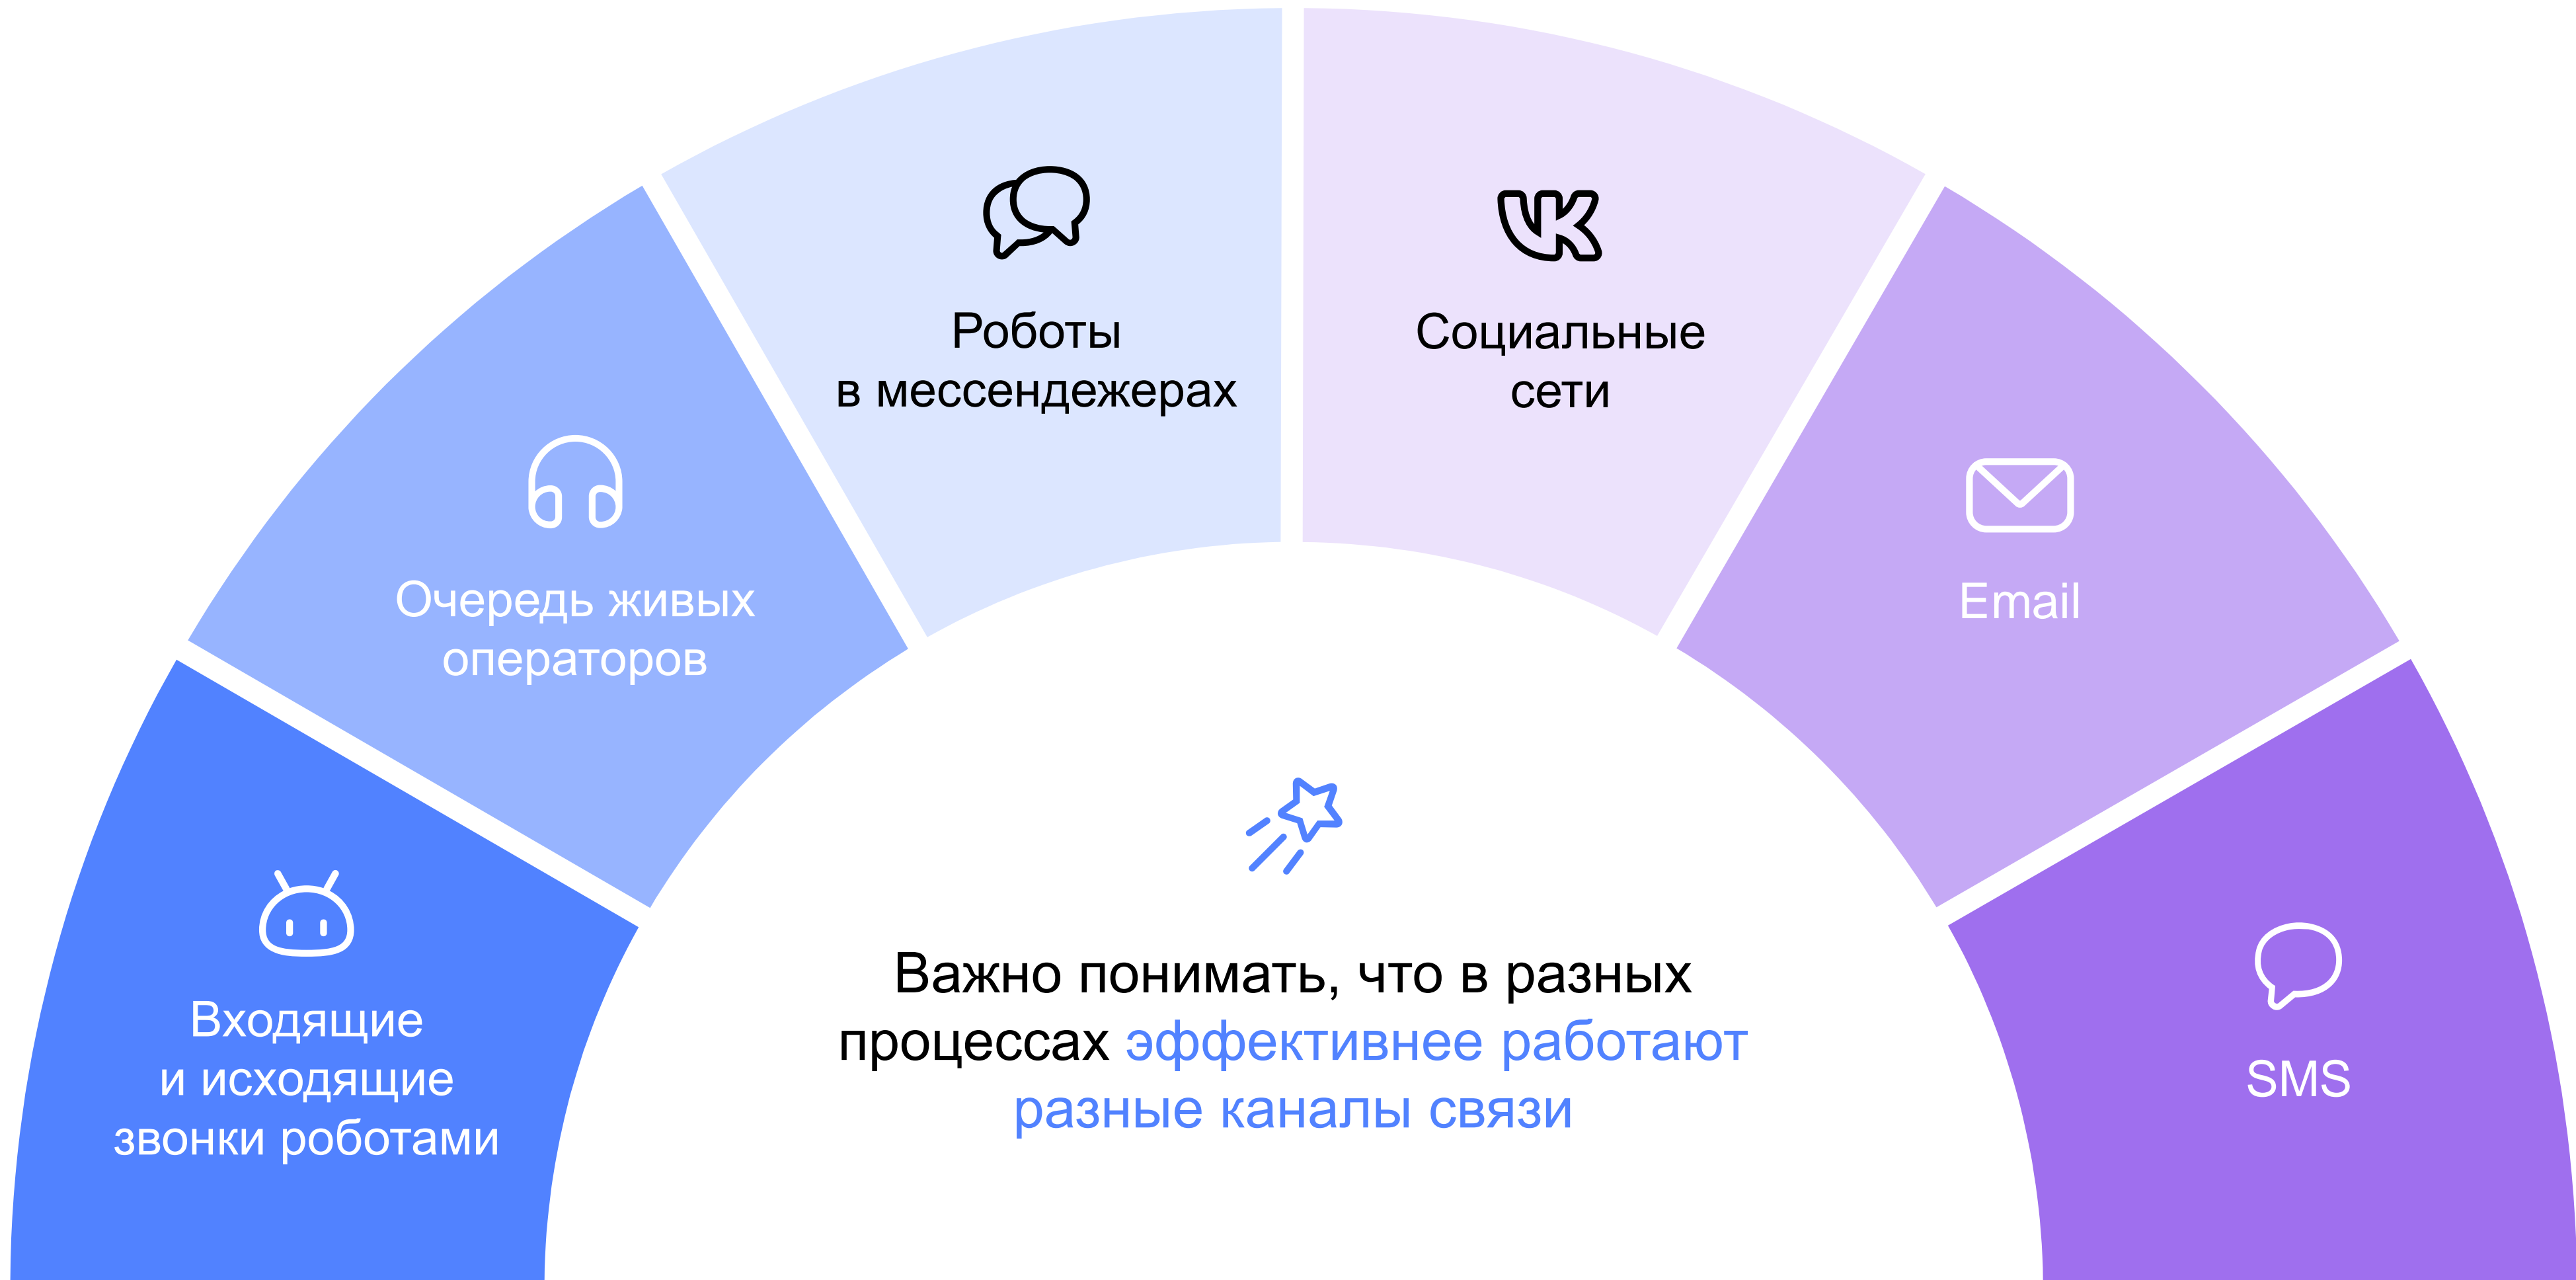 Входящие
и исходящие
звонки роботами
Очередь живых
операторов
Роботы
в мессендежерах
Социальные
сети
Email
SMS
Важно понимать, что в разных
процессах эффективнее работают
разные каналы связи